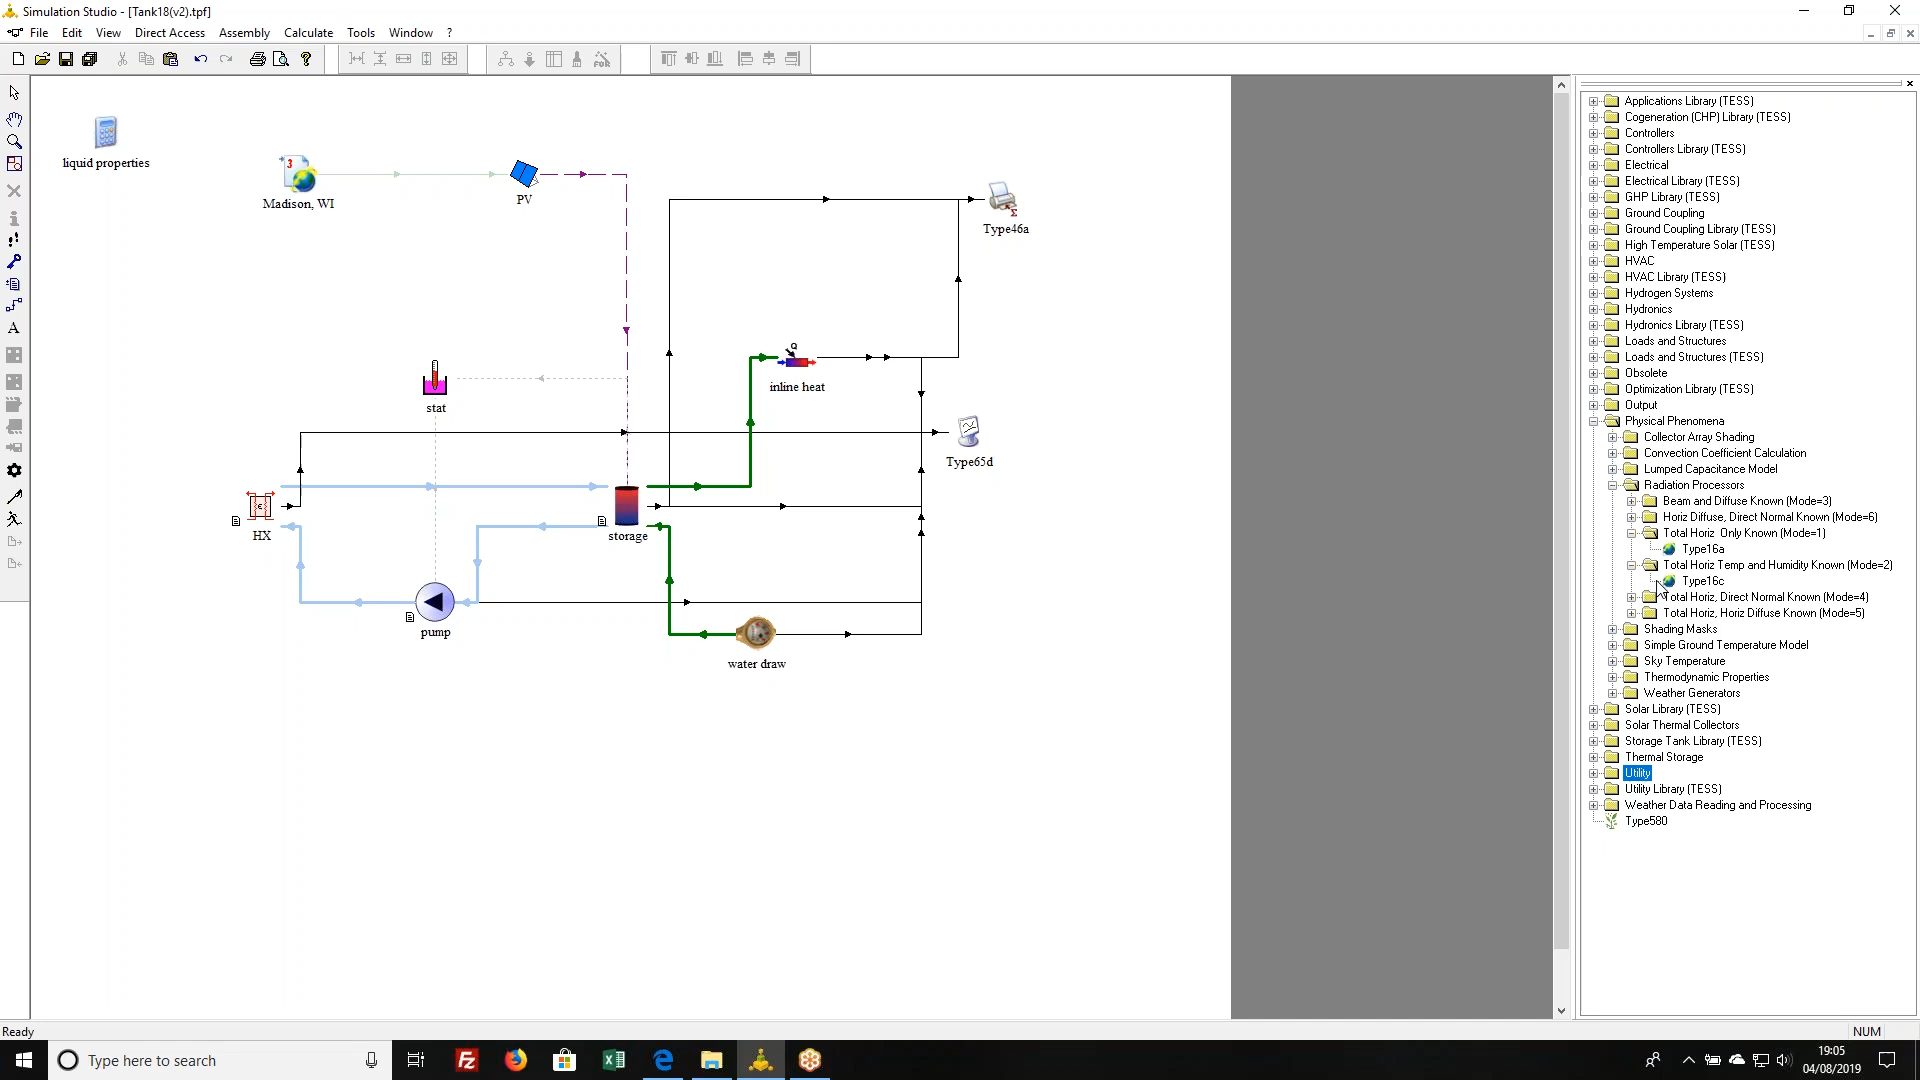 Simulation Studio - [Tank18(v2).tpf]
File Edit View Direct Access Assembly Calculate Tools Window ?
liquid properties
Madison, WI
PV
Type46a
inline heat
stat
Type65d
HX
storage
pump
water draw
Applications Library (TESS)
Cogeneration (CHP) Library (TESS)
Controllers
Controllers Library (TESS)
Electrical
Electrical Library (TESS)
GHP Library (TESS)
Ground Coupling
Ground Coupling Library (TESS)
High Temperature Solar (TESS)
HVAC
HVAC Library (TESS)
Hydrogen Systems
Hydronics
Hydronics Library (TESS)
Loads and Structures
Loads and Structures (TESS)
Obsolete
Optimization Library (TESS)
Output
Physical Phenomena
Collector Array Shading
Convection Coefficient Calculation
Lumped Capacitance Model
Radiation Processors
Beam and Diffuse Known (Mode=3)
Horiz Diffuse, Direct Normal Known (Mode=6)
Total Horiz Only Known (Mode=1)
Type16a
Total Horiz Temp and Humidity Known (Mode=2)
Type16c
Total Horiz, Direct Normal Known (Mode=4)
Total Horiz, Horiz Diffuse Known (Mode=5)
Shading Masks
Simple Ground Temperature Model
Sky Temperature
Thermodynamic Properties
Weather Generators
Solar Library (TESS)
Solar Thermal Collectors
Storage Tank Library (TESS)
Thermal Storage
Utility
Utility Library (TESS)
Weather Data Reading and Processing
Type580
Ready
NUM
Type here to search
19:05
04/08/2019